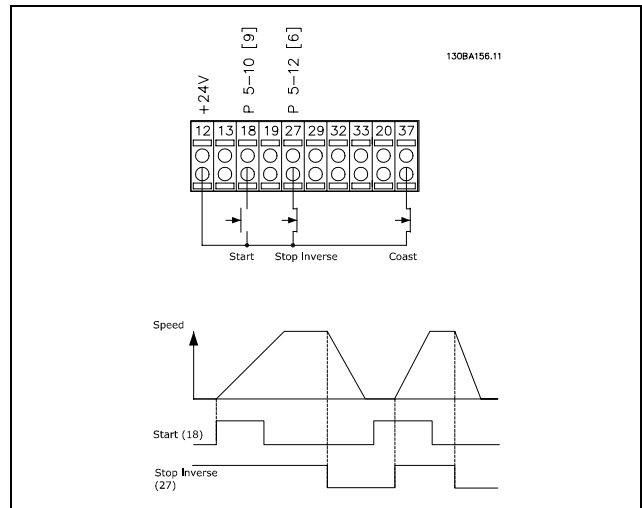 130BA156.11
+24V
P 5-10 [9]
P 5-12 [6]
12 13 18 19 27 29 32 33 20 37
Start Stop Inverse Coast
Speed
Start (18)
Stop Inverse
(27)